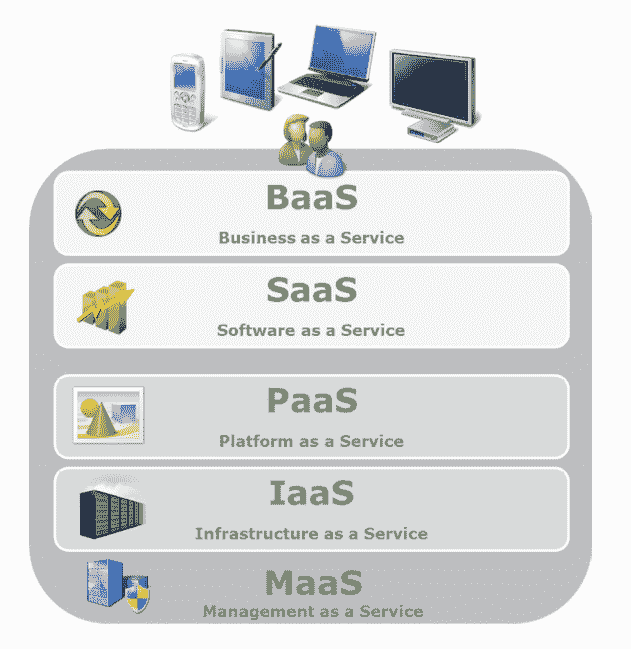 BaaS
Business as a Service
SaaS
Software as a Service
PaaS
Platform as a Service
IaaS
Infrastructure as a Service
MaaS
Management as a Service